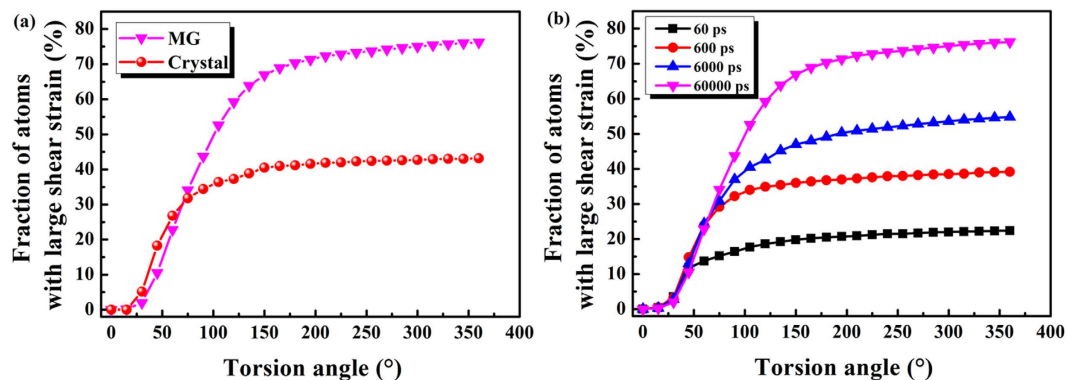 (a)
80
70
60
50
40
30
20
10
0
Fraction of atoms
with large shear strain (%)
MG
Crystal
0 50 100 150 200 250 300 350 400
Torsion angle (°)
(b)
80
70
60
50
40
30
20
10
0
Fraction of atoms
with large shear strain (%)
60 ps
600 ps
6000 ps
60000 ps
0 50 100 150 200 250 300 350 400
Torsion angle (°)